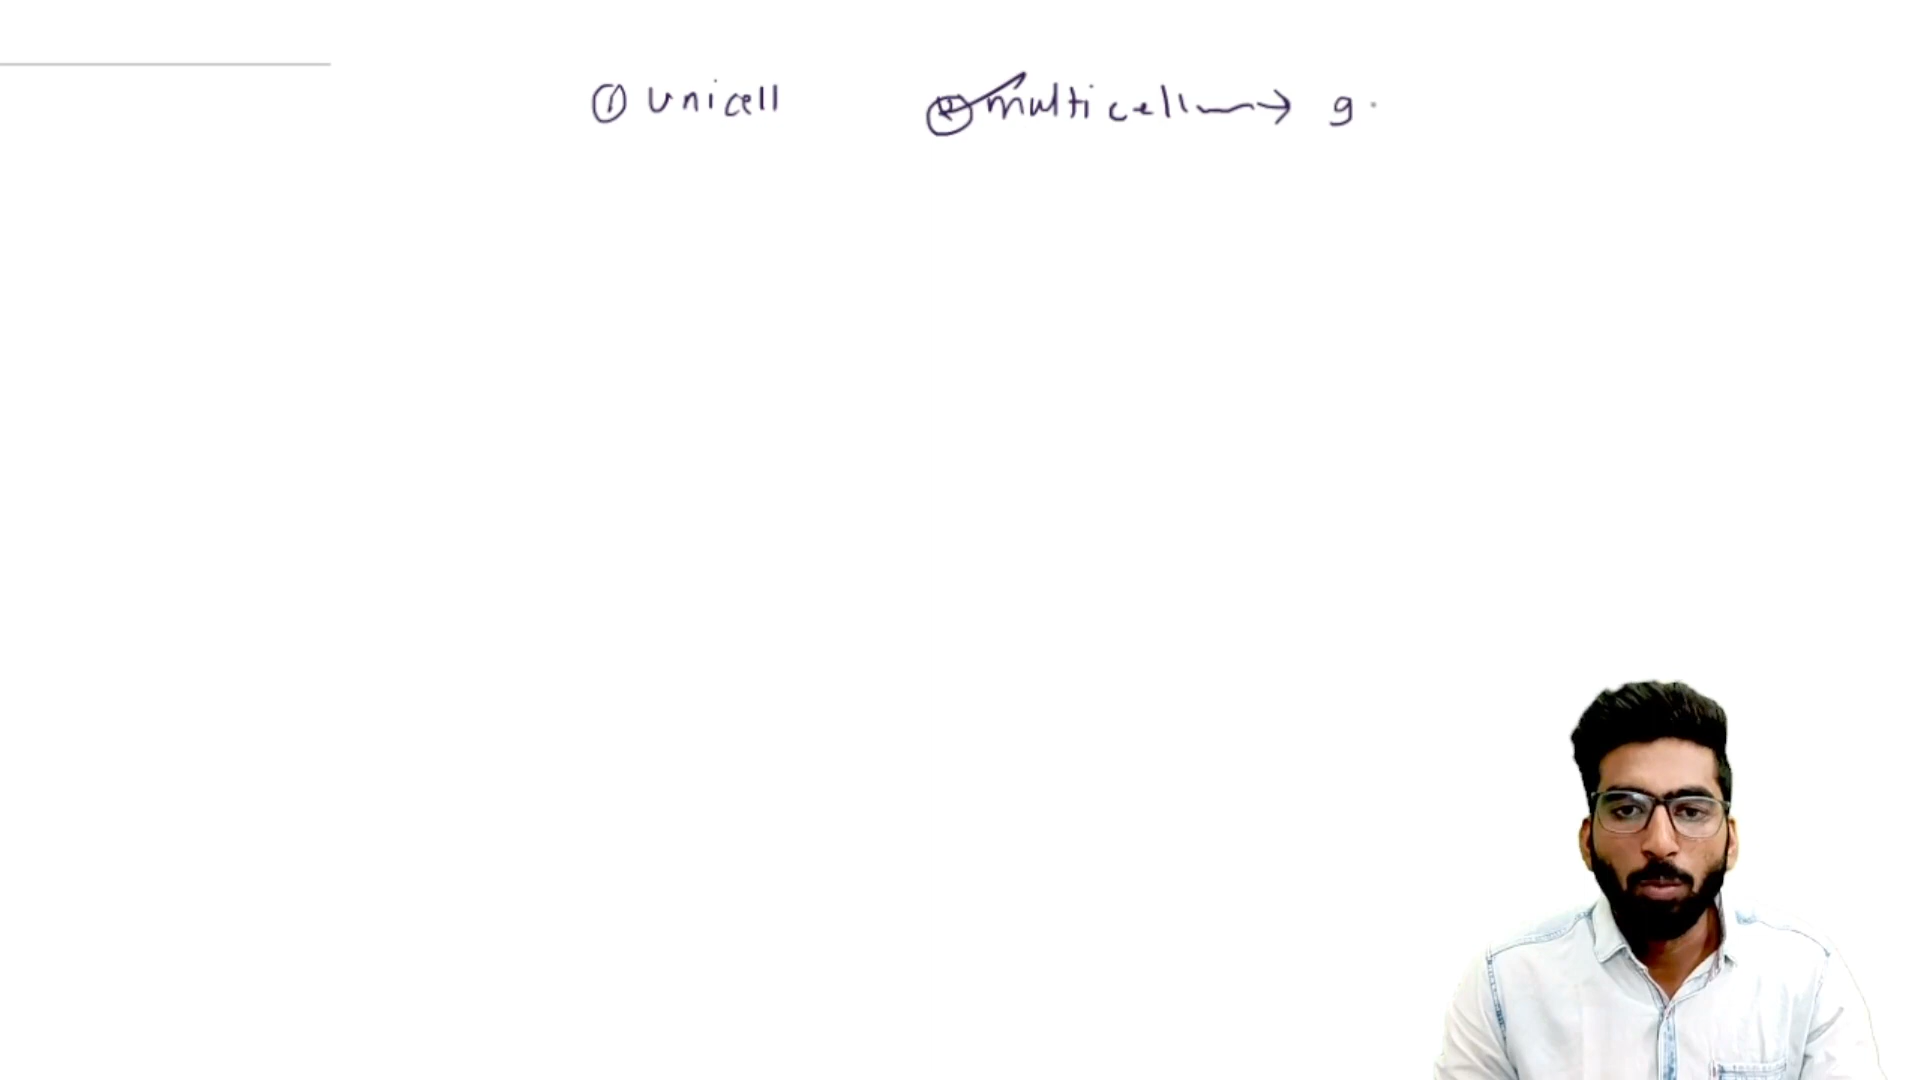 ① unicell ② multicell → g.